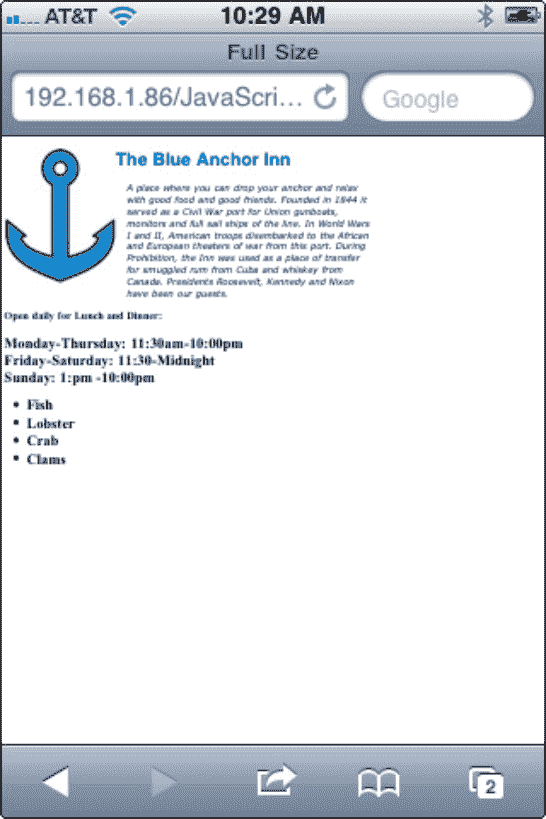 AT&T 10:29 AM
Full Size
192.168.1.86/JavaScri... Google
The Blue Anchor Inn
A place where you can drop your anchor and relax
with good food and good friends. Founded in 1844 it
served as a Civil War port for Union gunboats,
monitors and full sail ships of the line. In World Wars
I and II, American troops disembarked to the African
and European theaters of war from this port. During
Prohibition, the Inn was used as a place of transfer
for smuggled rum from Cuba and whiskey from
Canada. Presidents Roosevelt, Kennedy and Nixon
have been our guests.
Open daily for Lunch and Dinner:
Monday-Thursday: 11:30am-10:00pm
Friday-Saturday: 11:30-Midnight
Sunday: 1:pm -10:00pm
• Fish
• Lobster
• Crab
• Clams
2